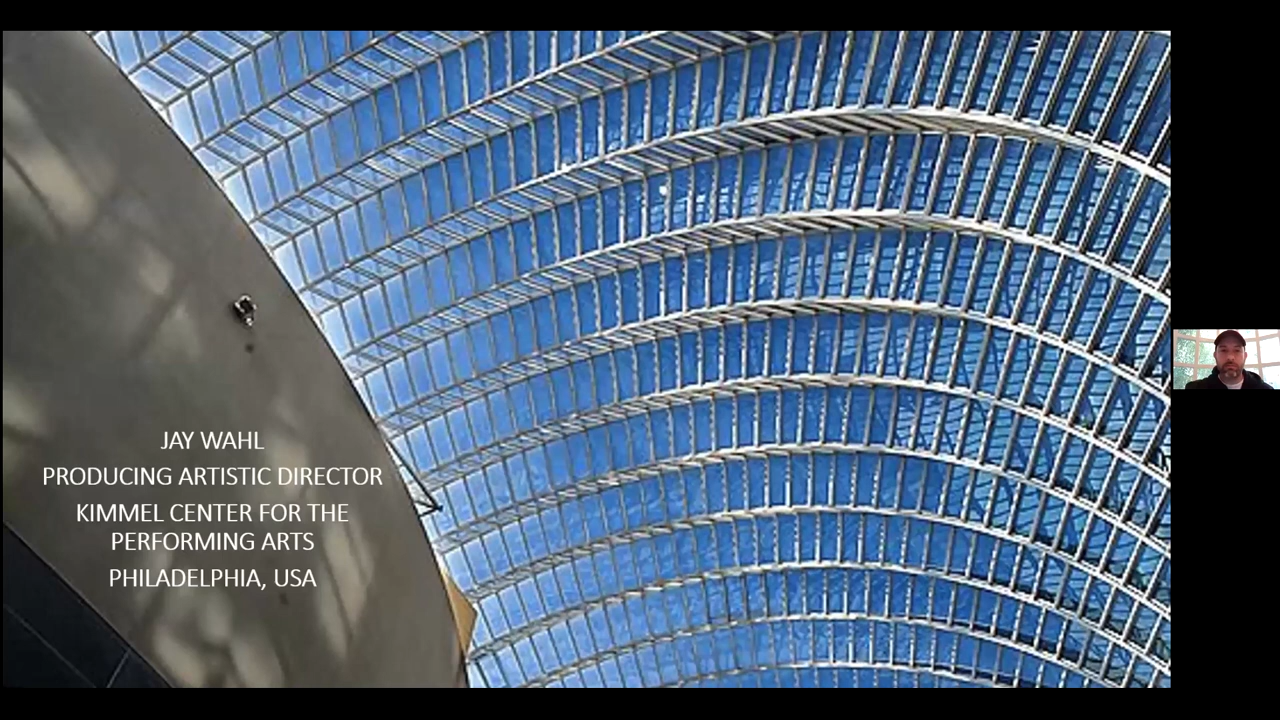 JAY WAHL
PRODUCING ARTISTIC DIRECTOR
KIMMEL CENTER FOR THE
PERFORMING ARTS
PHILADELPHIA, USA